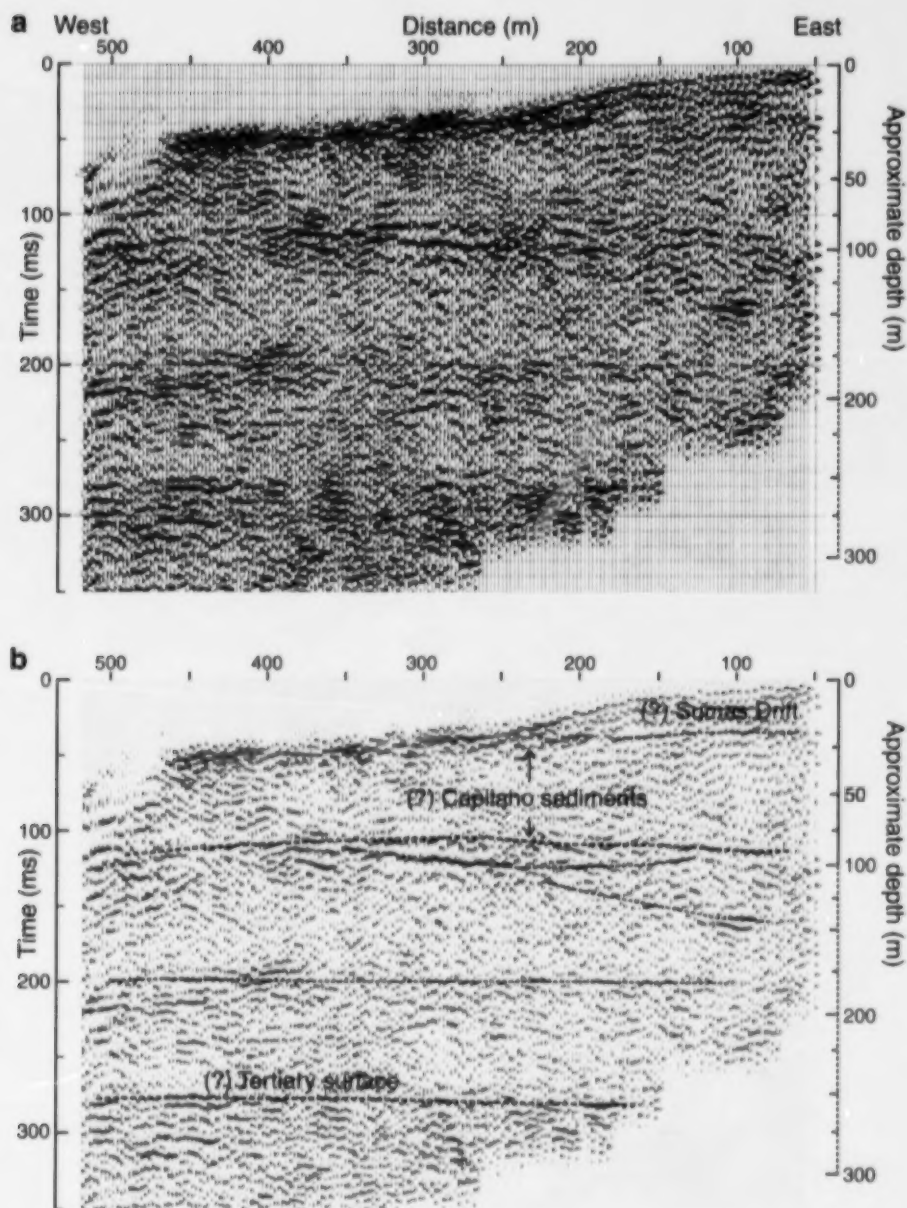 a West Distance (m) East
500 400 300 200 100
0
100
200
300
Time (ms)
0
50
100
200
300
Approximate depth (m)
b
500 400 300 200 100
0
100
200
300
Time (ms)
0
50
100
200
300
Approximate depth (m)
(?) Sumas Drift
(?) Capilano sediments
(?) Tertiary surface